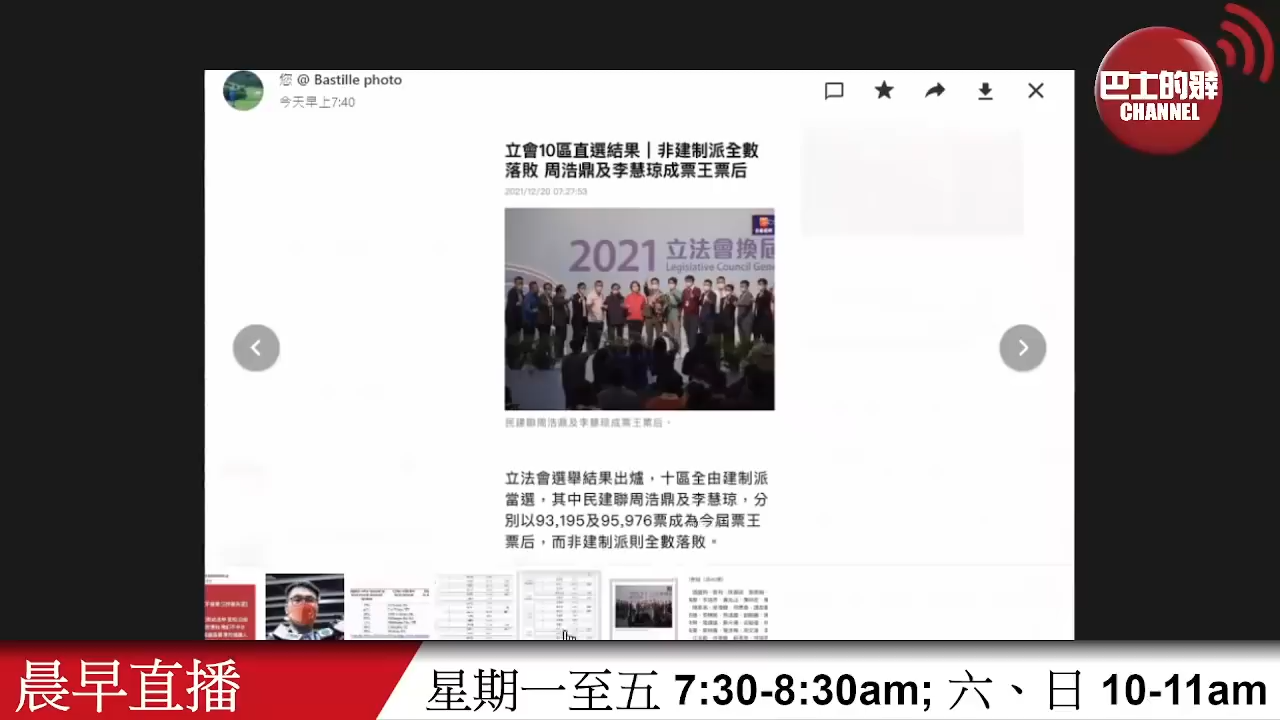 您 @ Bastille photo
今天早上7:40
巴士的報
CHANNEL
立會10區直選結果｜非建制派全數
落敗 周浩鼎及李慧琼成票王票后
2021/12/20 07:27:53
2021 立法會換屆
Legislative Council Gene
民建聯周浩鼎及李慧琼成票王票后。
立法會選舉結果出爐，十區全由建制派
當選，其中民建聯周浩鼎及李慧琼，分
別以93,195及95,976票成為今屆票王
票后，而非建制派則全數落敗。
晨早直播
星期一至五 7:30-8:30am; 六、日 10-11am